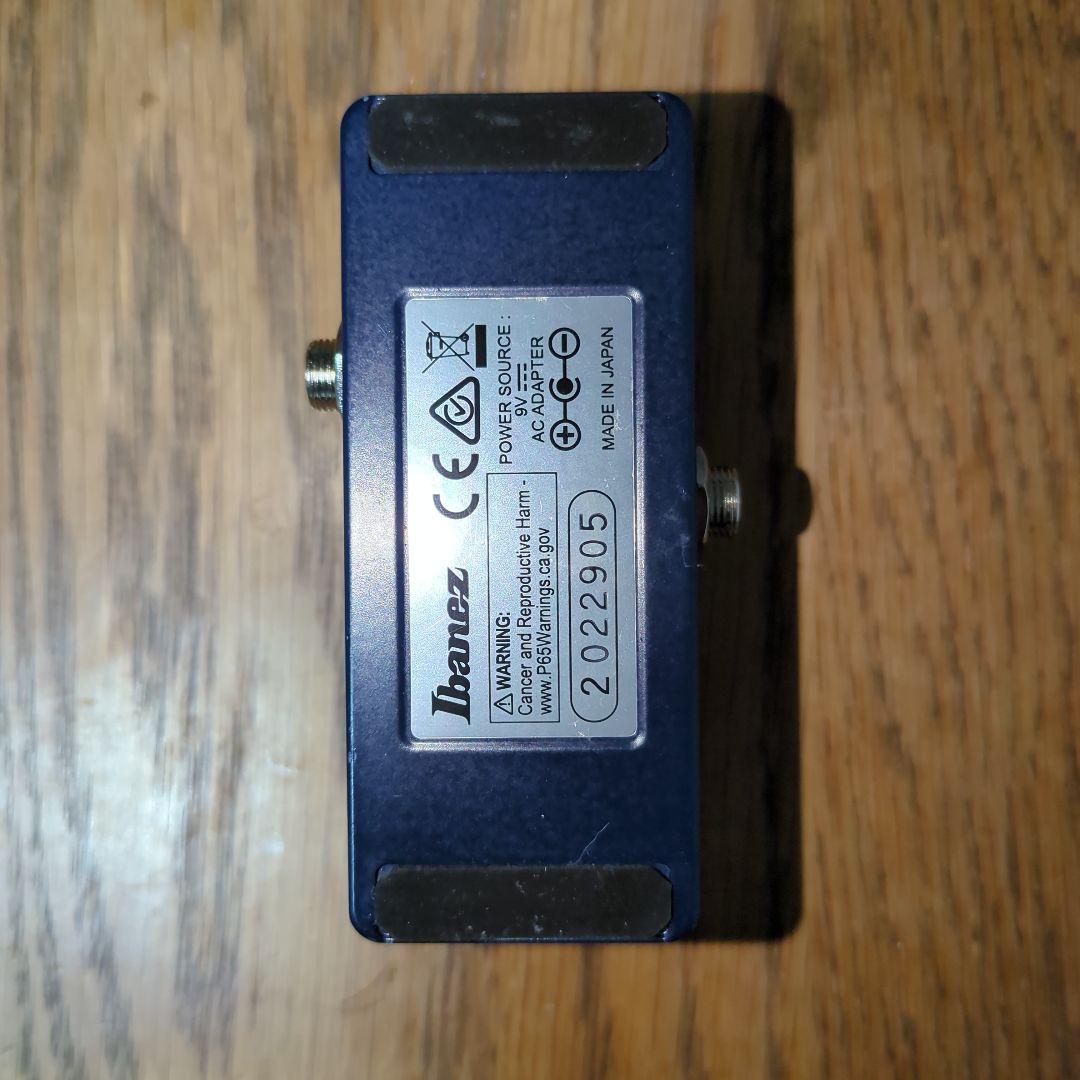 Ibanez CE
⚠ WARNING:
Cancer and Reproductive Harm -
www.P65Warnings.ca.gov
POWER SOURCE :
9V
AC ADAPTER
2022905
MADE IN JAPAN